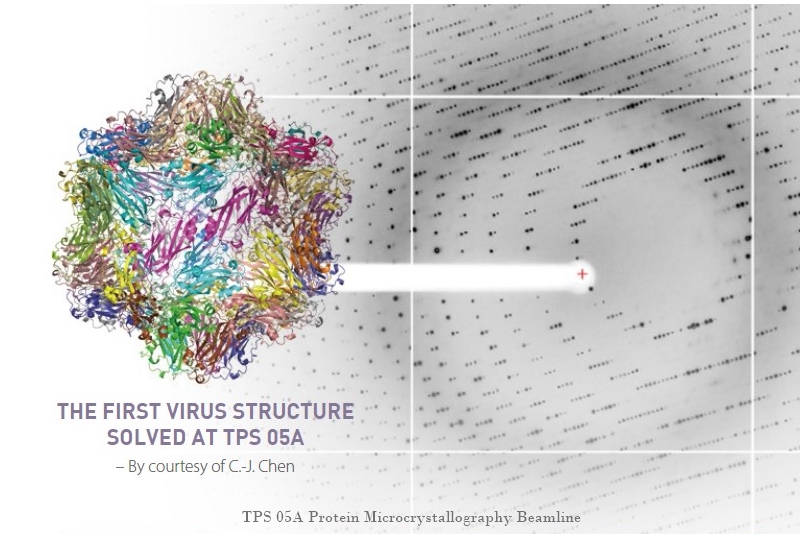 THE FIRST VIRUS STRUCTURE
SOLVED AT TPS 05A
– By courtesy of C.-J. Chen
TPS 05A Protein Microcrystallography Beamline